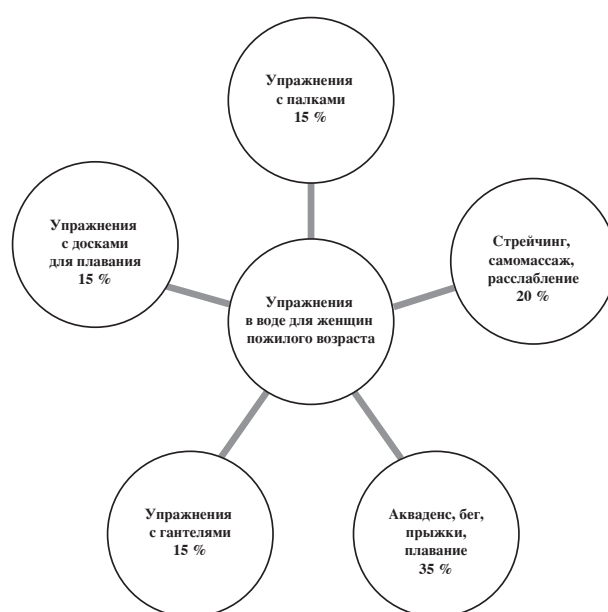 Упражнения
с палками
15 %
Упражнения
с досками
для плавания
15 %
Стрейчинг,
самомассаж,
расслабление
20 %
Упражнения
в воде для женщин
пожилого возраста
Упражнения
с гантелями
15 %
Акваденс, бег,
прыжки,
плавание
35 %